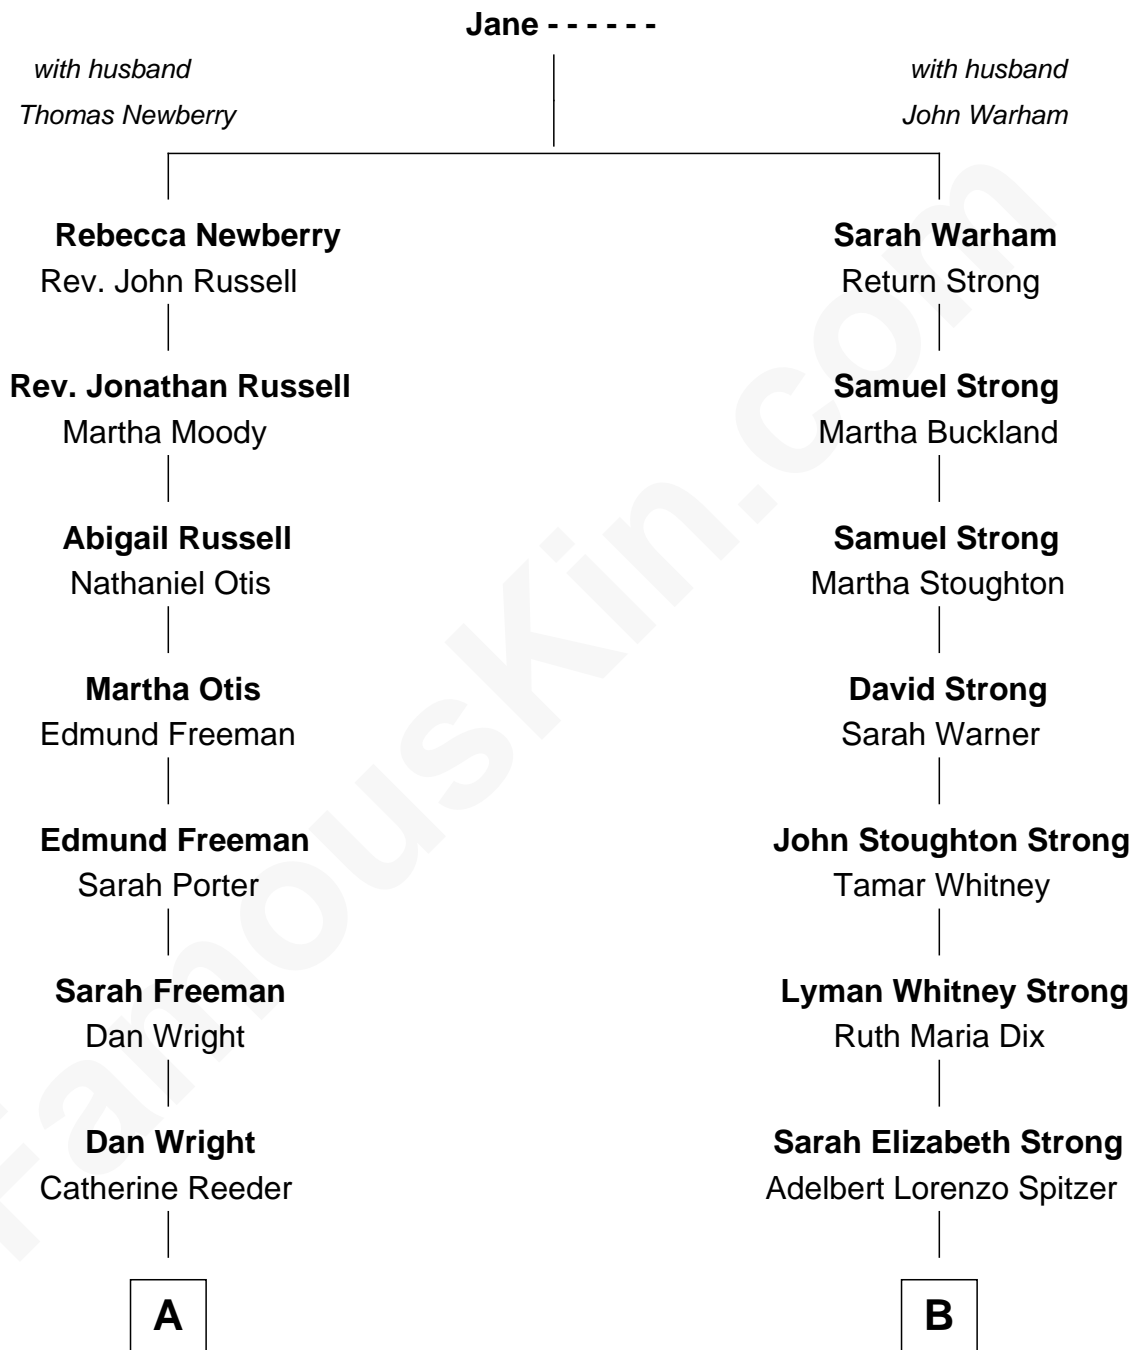 Jane - - - - - -
with husband
Thomas Newberry
with husband
John Warham
Rebecca Newberry
Rev. John Russell
Sarah Warham
Return Strong
Rev. Jonathan Russell
Martha Moody
Samuel Strong
Martha Buckland
Abigail Russell
Nathaniel Otis
Samuel Strong
Martha Stoughton
Martha Otis
Edmund Freeman
David Strong
Sarah Warner
Edmund Freeman
Sarah Porter
John Stoughton Strong
Tamar Whitney
Sarah Freeman
Dan Wright
Lyman Whitney Strong
Ruth Maria Dix
Dan Wright
Catherine Reeder
Sarah Elizabeth Strong
Adelbert Lorenzo Spitzer
A
B
FamousKin.com